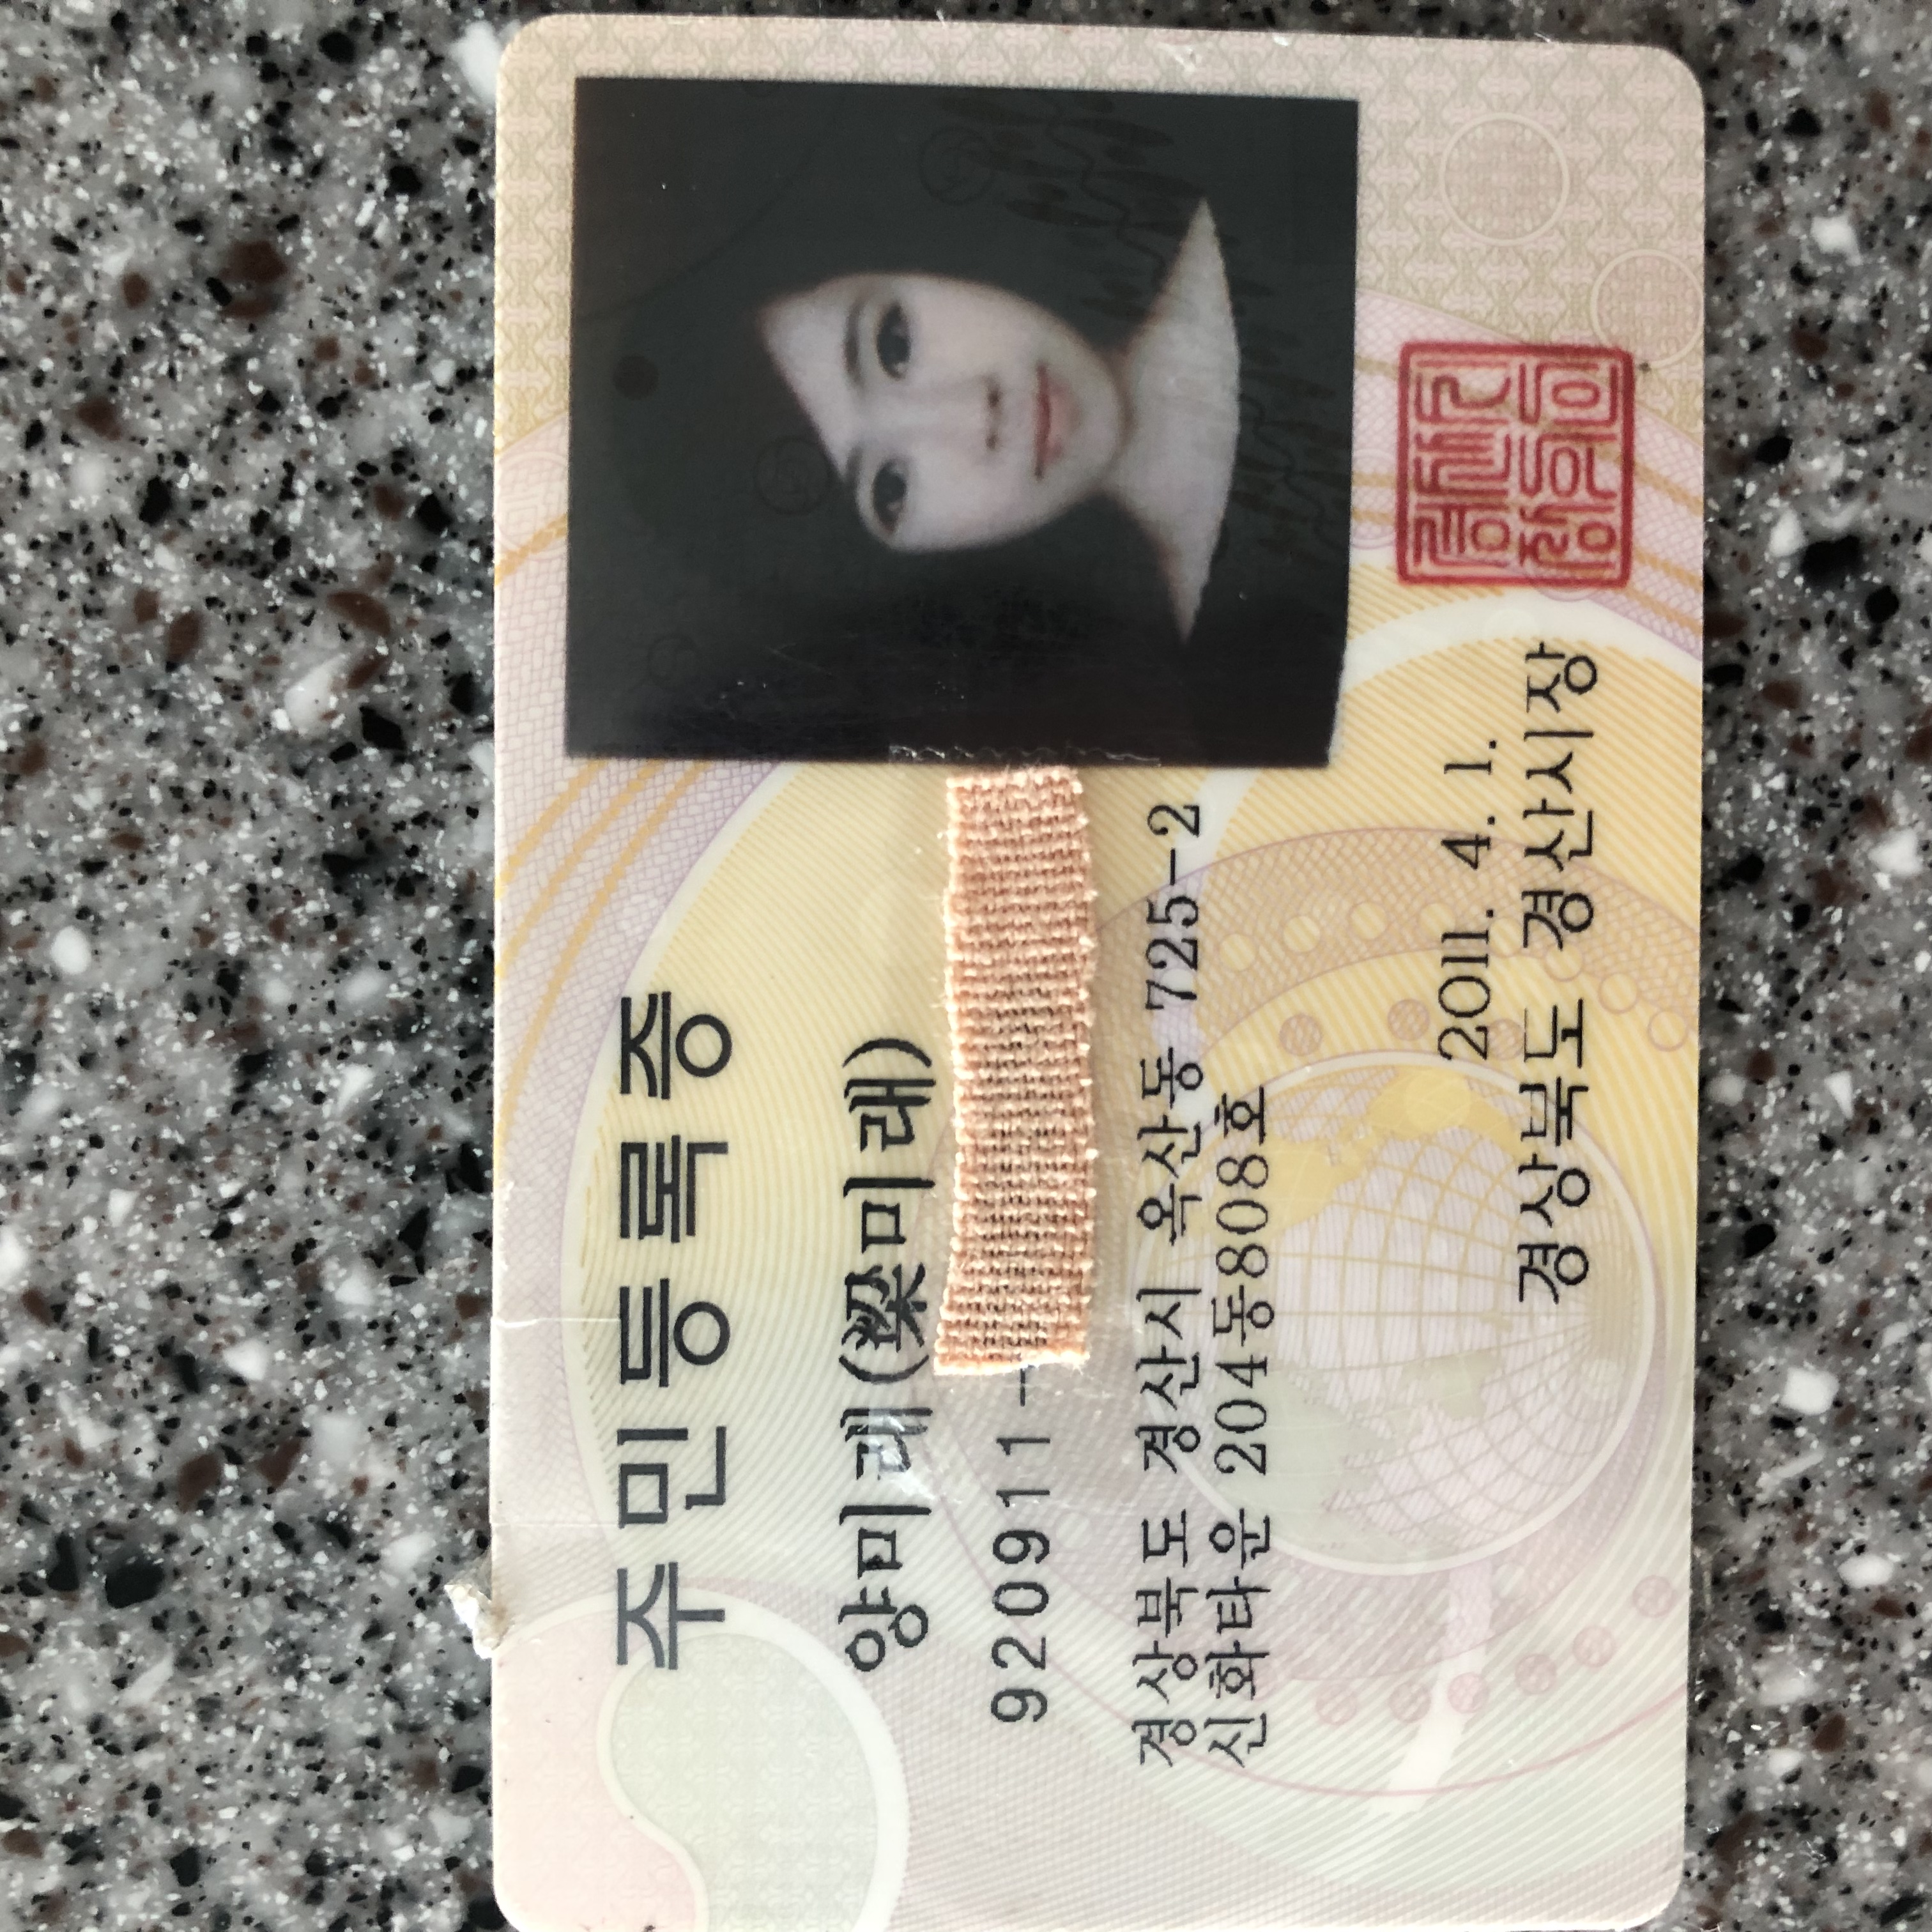 주민등록증
양미래(梁미래)
920911-
경상북도 경산시 옥산동 725-2
신화타운 204동808호
2011. 4. 1.
경상북도 경산시장